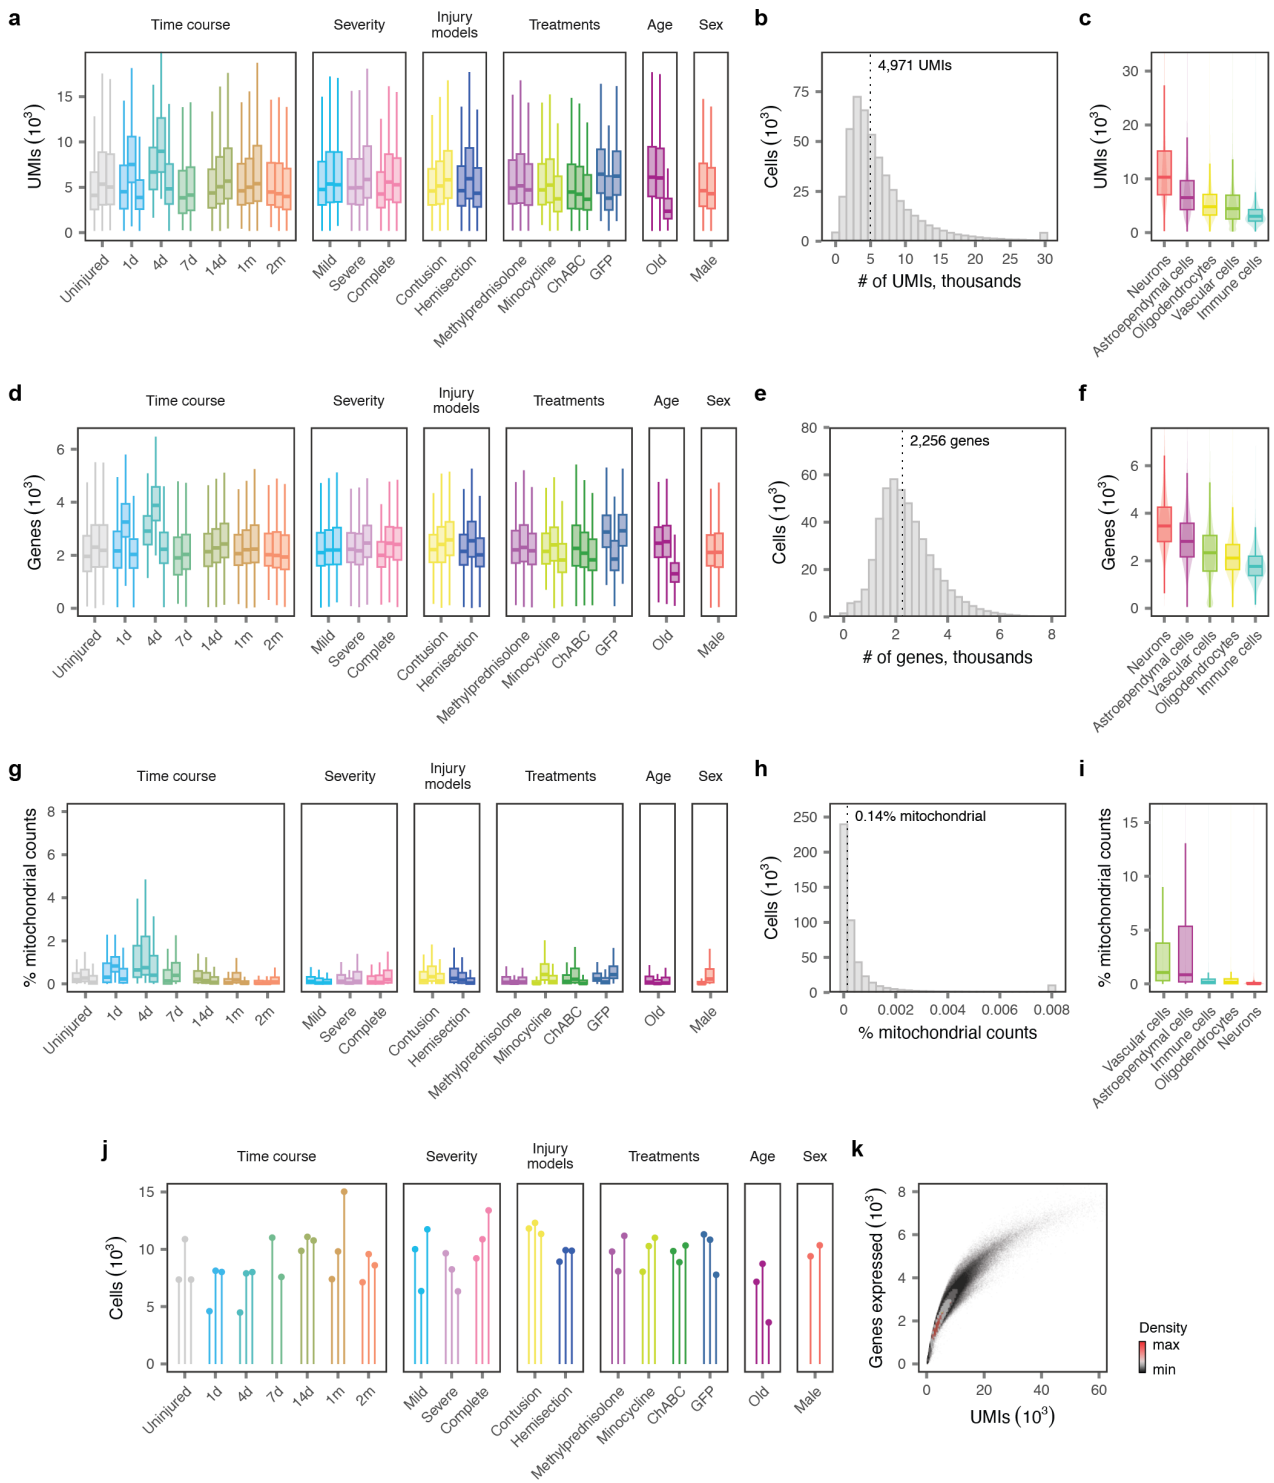 a
Time course
Severity
Injury
models
Treatments
Age
Sex
UMIs (10³)
15
10
5
0
Uninjured
1d
4d
7d
14d
1m
2m
Mild
Severe
Complete
Contusion
Hemisection
Methylprednisolone
Minocycline
ChABC
GFP
Old
Male
b
4,971 UMIs
Cells (10³)
75
50
25
0
0 5 10 15 20 25 30
# of UMIs, thousands
c
UMIs (10³)
30
20
10
0
Neurons
Astroependymal cells
Oligodendrocytes
Vascular cells
Immune cells
d
Time course
Severity
Injury
models
Treatments
Age
Sex
Genes (10³)
6
4
2
0
Uninjured
1d
4d
7d
14d
1m
2m
Mild
Severe
Complete
Contusion
Hemisection
Methylprednisolone
Minocycline
ChABC
GFP
Old
Male
e
2,256 genes
Cells (10³)
80
60
40
20
0
0 2 4 6 8
# of genes, thousands
f
Genes (10³)
6
4
2
0
Neurons
Astroependymal cells
Vascular cells
Oligodendrocytes
Immune cells
g
Time course
Severity
Injury
models
Treatments
Age
Sex
% mitochondrial counts
8
6
4
2
0
Uninjured
1d
4d
7d
14d
1m
2m
Mild
Severe
Complete
Contusion
Hemisection
Methylprednisolone
Minocycline
ChABC
GFP
Old
Male
h
0.14% mitochondrial
Cells (10³)
250
200
150
100
50
0
0 0.002 0.004 0.006 0.008
% mitochondrial counts
i
% mitochondrial counts
15
10
5
0
Vascular cells
Astroependymal cells
Immune cells
Oligodendrocytes
Neurons
j
Time course
Severity
Injury
models
Treatments
Age
Sex
Cells (10³)
15
10
5
0
Uninjured
1d
4d
7d
14d
1m
2m
Mild
Severe
Complete
Contusion
Hemisection
Methylprednisolone
Minocycline
ChABC
GFP
Old
Male
k
Genes expressed (10³)
8
6
4
2
0
0 20 40 60
UMIs (10³)
Density
max
min